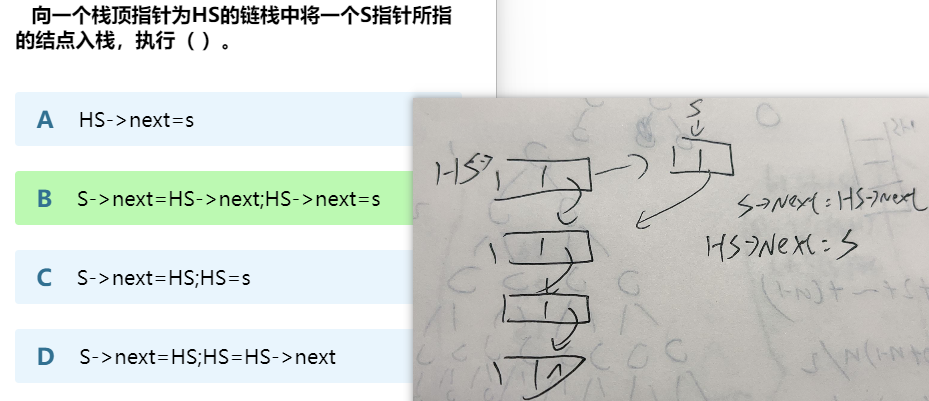 向一个栈顶指针为HS的链栈中将一个S指针所指
的结点入栈，执行（ ）。
A HS->next=s
B S->next=HS->next;HS->next=s
C S->next=HS;HS=s
D S->next=HS;HS=HS->next
S
HS->
S->Next=HS->Next
HS->Next=S